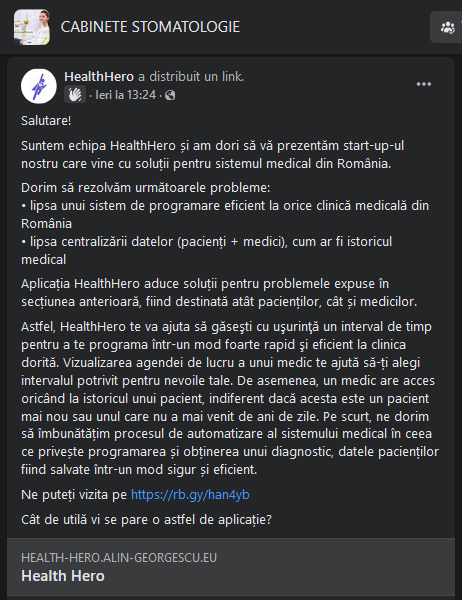 CABINETE STOMATOLOGIE
HealthHero a distribuit un link.
· Ieri la 13:24 ·
Salutare!
Suntem echipa HealthHero și am dori să vă prezentăm start-up-ul
nostru care vine cu soluții pentru sistemul medical din România.
Dorim să rezolvăm următoarele probleme:
• lipsa unui sistem de programare eficient la orice clinică medicală din
România
• lipsa centralizării datelor (pacienți + medici), cum ar fi istoricul
medical
Aplicația HealthHero aduce soluții pentru problemele expuse în
secțiunea anterioară, fiind destinată atât pacienților, cât și medicilor.
Astfel, HealthHero te va ajuta să găseşti cu uşurinţă un interval de timp
pentru a te programa într-un mod foarte rapid şi eficient la clinica
dorită. Vizualizarea agendei de lucru a unui medic te ajută să-ți alegi
intervalul potrivit pentru nevoile tale. De asemenea, un medic are acces
oricând la istoricul unui pacient, indiferent dacă acesta este un pacient
mai nou sau unul care nu a mai venit de ani de zile. Pe scurt, ne dorim
să îmbunătățim procesul de automatizare al sistemului medical în ceea
ce privește programarea și obținerea unui diagnostic, datele pacienților
fiind salvate într-un mod sigur și eficient.
Ne puteți vizita pe https://rb.gy/han4yb
Cât de utilă vi se pare o astfel de aplicație?
HEALTH-HERO.ALIN-GEORGESCU.EU
Health Hero